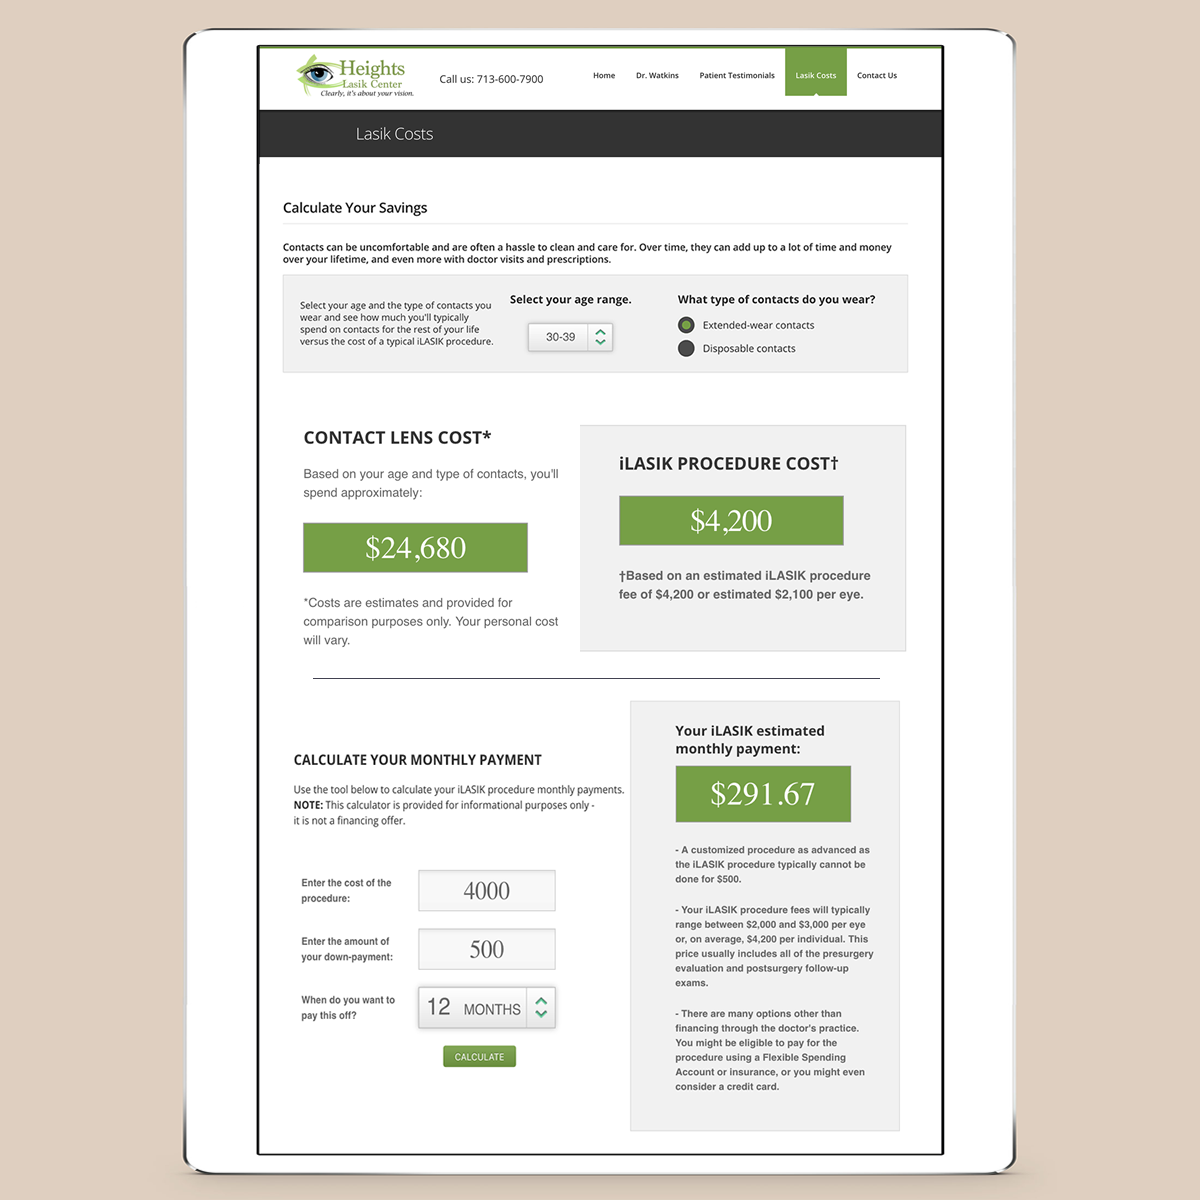 Heights
Lasik Center
Clearly, it's about your vision.
Call us: 713-600-7900
Home
Dr. Watkins
Patient Testimonials
Lasik Costs
Contact Us
Lasik Costs
Calculate Your Savings
Contacts can be uncomfortable and are often a hassle to clean and care for. Over time, they can add up to a lot of time and money
over your lifetime, and even more with doctor visits and prescriptions.
Select your age and the type of contacts you
wear and see how much you'll typically
spend on contacts for the rest of your life
versus the cost of a typical iLASIK procedure.
Select your age range.
30-39
What type of contacts do you wear?
Extended-wear contacts
Disposable contacts
CONTACT LENS COST*
Based on your age and type of contacts, you'll
spend approximately:
$24,680
*Costs are estimates and provided for
comparison purposes only. Your personal cost
will vary.
iLASIK PROCEDURE COST†
$4,200
†Based on an estimated iLASIK procedure
fee of $4,200 or estimated $2,100 per eye.
CALCULATE YOUR MONTHLY PAYMENT
Use the tool below to calculate your iLASIK procedure monthly payments.
NOTE: This calculator is provided for informational purposes only -
it is not a financing offer.
Enter the cost of the
procedure:
4000
Enter the amount of
your down-payment:
500
When do you want to
pay this off?
12 MONTHS
CALCULATE
Your iLASIK estimated
monthly payment:
$291.67
- A customized procedure as advanced as
the iLASIK procedure typically cannot be
done for $500.
- Your iLASIK procedure fees will typically
range between $2,000 and $3,000 per eye
or, on average, $4,200 per individual. This
price usually includes all of the presurgery
evaluation and postsurgery follow-up
exams.
- There are many options other than
financing through the doctor's practice.
You might be eligible to pay for the
procedure using a Flexible Spending
Account or insurance, or you might even
consider a credit card.